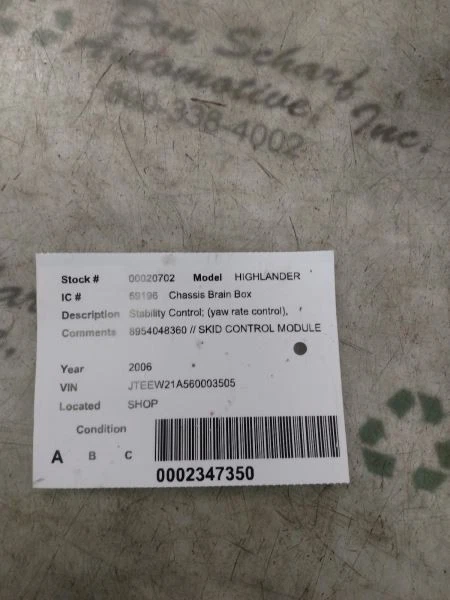 Don Scharf
Automotive, Inc.
800-338-4002
Stock # 00020702 Model HIGHLANDER
IC # 59196 Chassis Brain Box
Description Stability Control; (yaw rate control),
Comments 8954048360 // SKID CONTROL MODULE
Year 2006
VIN JTEEW21A560003505
Located SHOP
Condition
A B C
0002347350